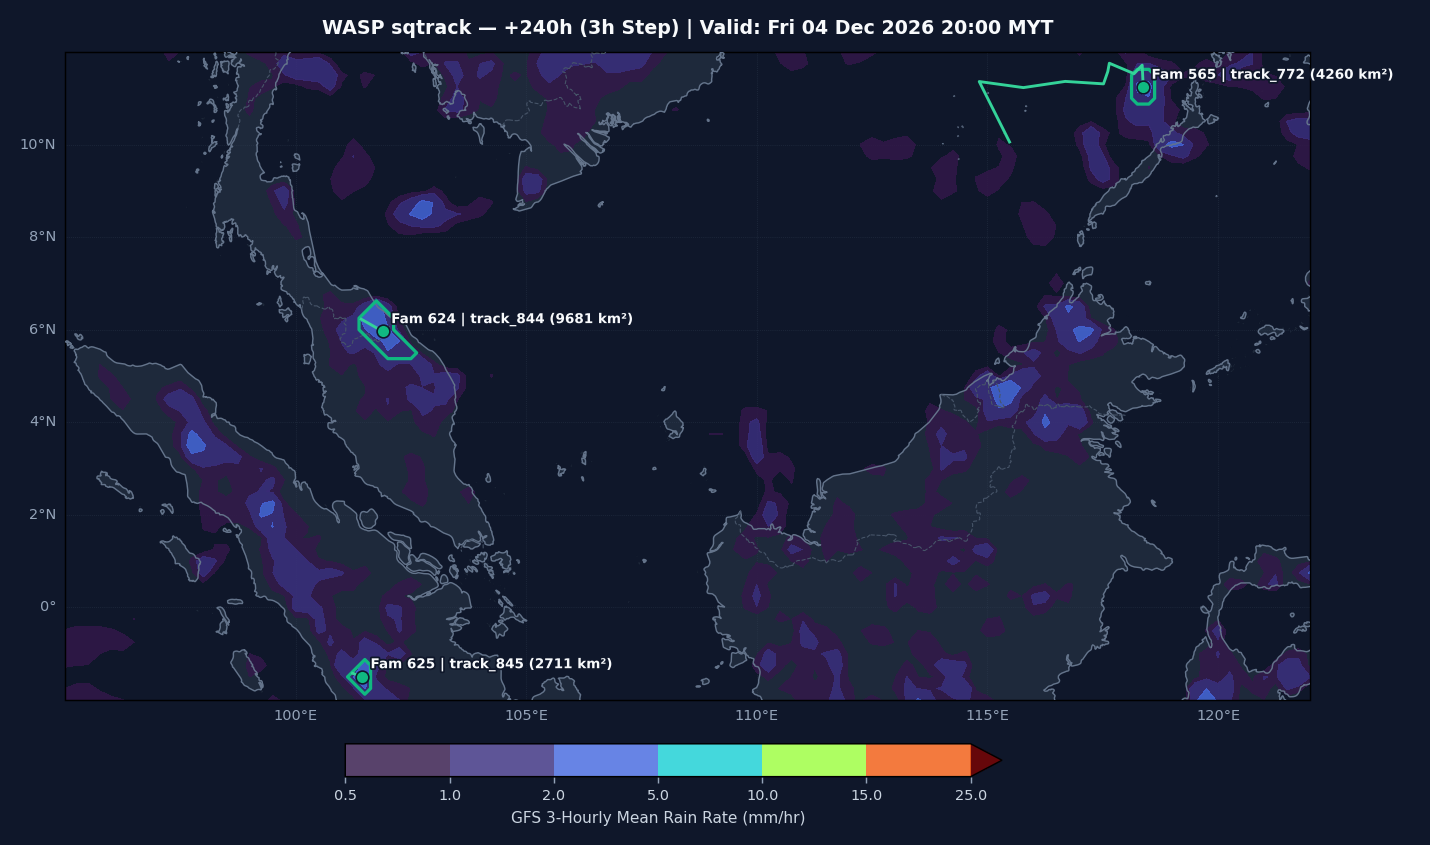 WASP sqtrack — +240h (3h Step) | Valid: Fri 04 Dec 2026 20:00 MYT
Fam 565 | track_772 (4260 km²)
10°N
8°N
Fam 624 | track_844 (9681 km²)
6°N
4°N
2°N
0°
Fam 625 | track_845 (2711 km²)
100°E 105°E 110°E 115°E 120°E
0.5 1.0 2.0 5.0 10.0 15.0 25.0
GFS 3-Hourly Mean Rain Rate (mm/hr)